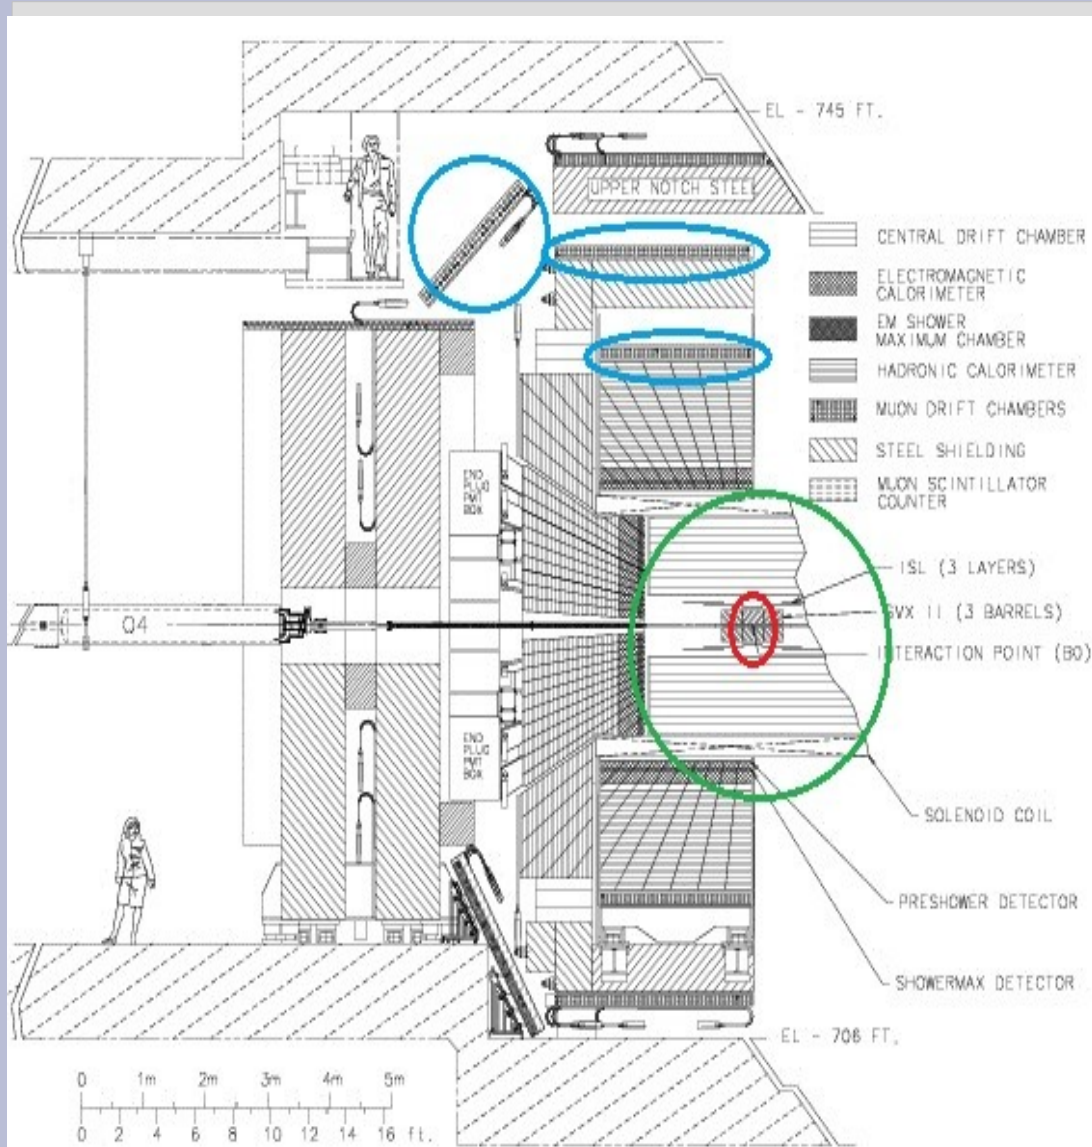 EL - 745 FT.
UPPER NOTCH STEEL
CENTRAL DRIFT CHAMBER
ELECTROMAGNETIC
CALORIMETER
EM SHOWER
MAXIMUM CHAMBER
HADRONIC CALORIMETER
MUON DRIFT CHAMBERS
STEEL SHIELDING
MUON SCINTILLATOR
COUNTER
END
PLUG
PMT
BOX
ISL (3 LAYERS)
SVX II (3 BARRELS)
Q4
INTERACTION POINT (B0)
END
PLUG
PMT
BOX
SOLENOID COIL
PRESHOWER DETECTOR
SHOWERMAX DETECTOR
EL - 706 FT.
0 1m 2m 3m 4m 5m
0 2 4 6 8 10 12 14 16 ft.